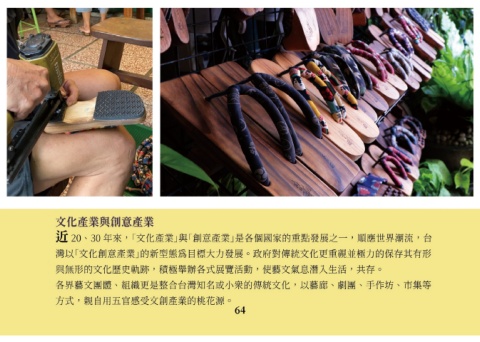 文化產業與創意產業
近 20、30 年來，「文化產業」與「創意產業」是各個國家的重點發展之一，順應世界潮流，台
灣以「文化創意產業」的新型態為目標大力發展。政府對傳統文化更重視並極力的保存其有形
與無形的文化歷史軌跡，積極舉辦各式展覽活動，使藝文氣息潛入生活，共存。
各界藝文團體、組織更是整合台灣知名或小眾的傳統文化，以藝廊、劇團、手作坊、市集等
方式，親自用五官感受文創產業的桃花源。
64